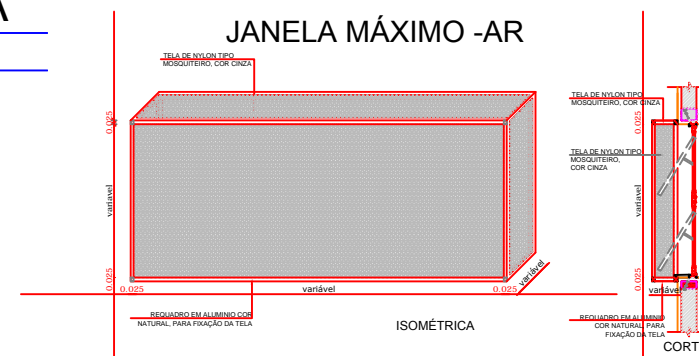 A
JANELA MÁXIMO -AR
TELA DE NYLON TIPO
MOSQUITEIRO, COR CINZA
0.025
variavel
0.025
0.025
variável
0.025
variável
REQUADRO EM ALUMINIO COR
NATURAL, PARA FIXAÇÃO DA TELA
ISOMÉTRICA
TELA DE NYLON TIPO
MOSQUITEIRO, COR CINZA
0.025
TELA DE NYLON TIPO
MOSQUITEIRO,
COR CINZA
variavel
0.025
variável
REQUADRO EM ALUMINIO
COR NATURAL, PARA
FIXAÇÃO DA TELA
CORT